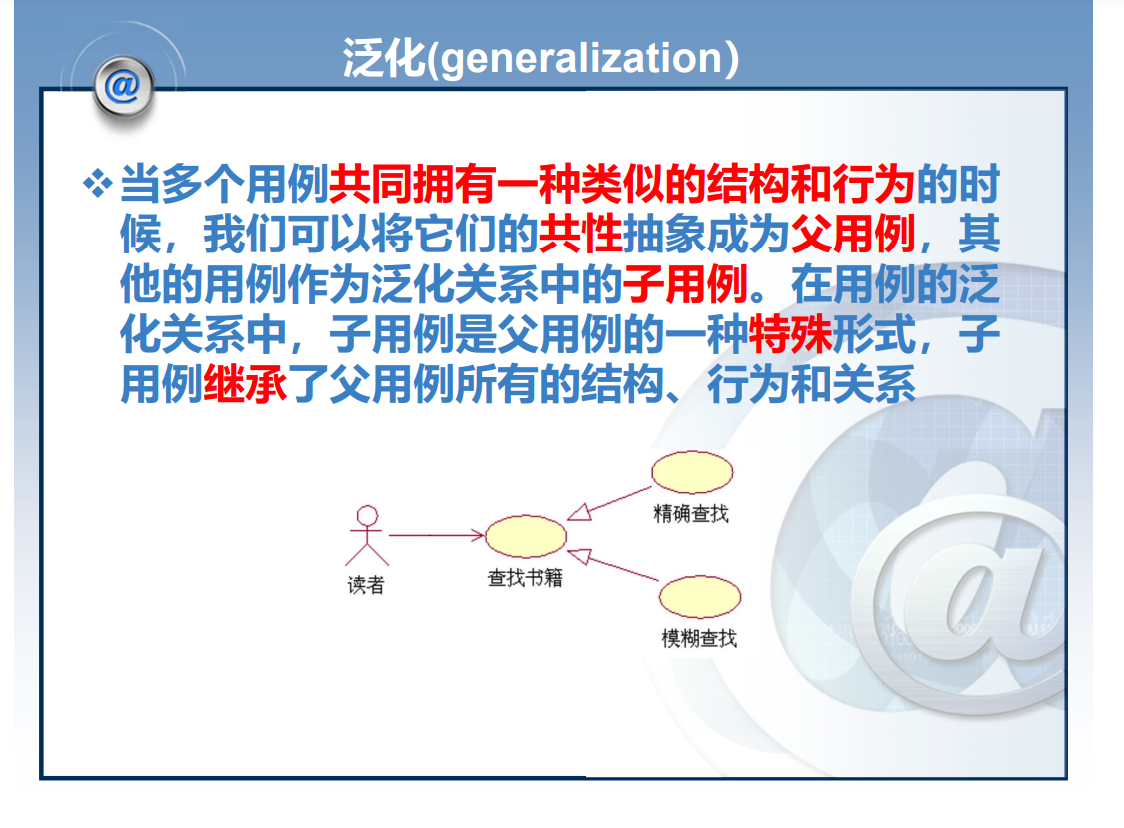 泛化(generalization）
@
❖当多个用例共同拥有一种类似的结构和行为的时
候，我们可以将它们的共性抽象成为父用例，其
他的用例作为泛化关系中的子用例。在用例的泛
化关系中，子用例是父用例的一种特殊形式，子
用例继承了父用例所有的结构、行为和关系
精确查找
查找书籍
读者
模糊查找